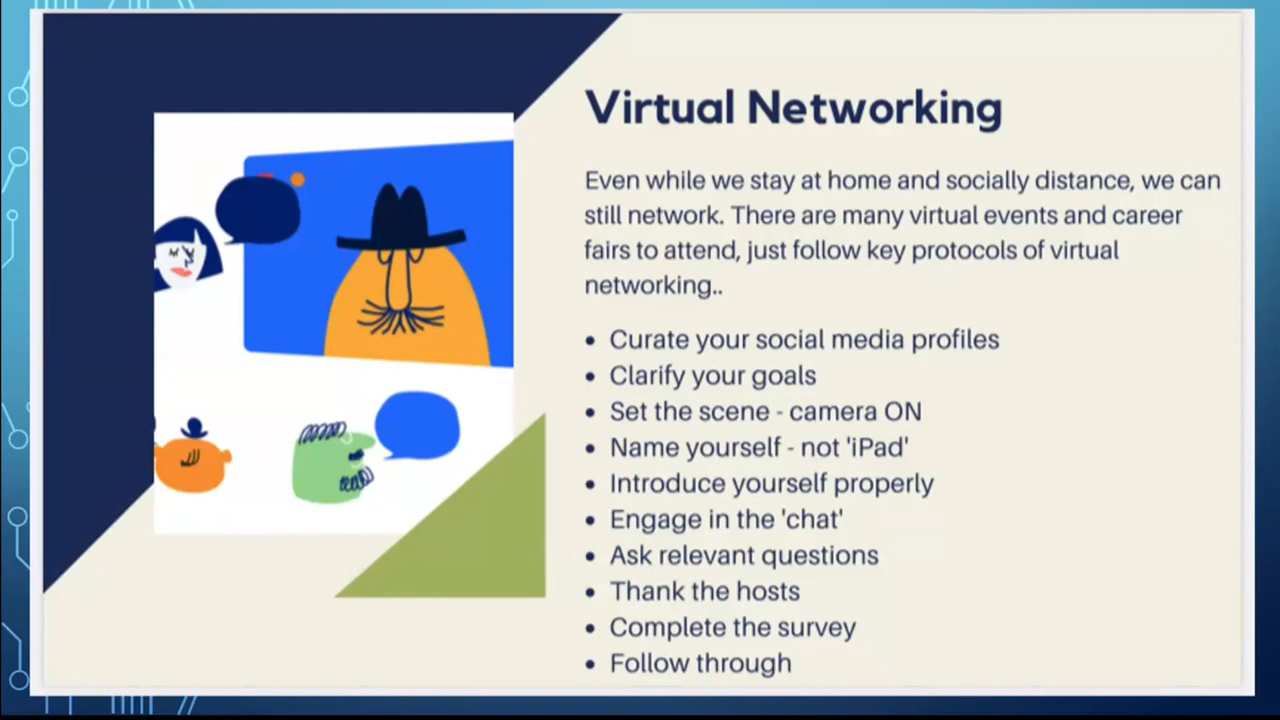 Virtual Networking
Even while we stay at home and socially distance, we can
still network. There are many virtual events and career
fairs to attend, just follow key protocols of virtual
networking..
• Curate your social media profiles
• Clarify your goals
• Set the scene - camera ON
• Name yourself - not 'iPad'
• Introduce yourself properly
• Engage in the 'chat'
• Ask relevant questions
• Thank the hosts
• Complete the survey
• Follow through